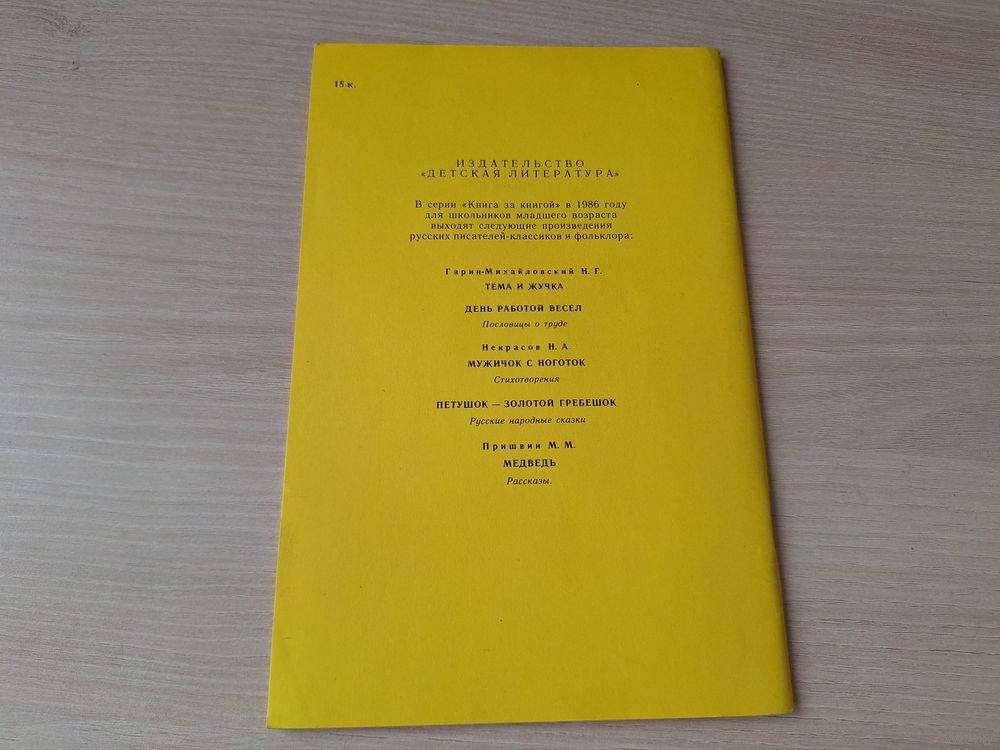 15 к.
ИЗДАТЕЛЬСТВО
«ДЕТСКАЯ ЛИТЕРАТУРА»
В серии «Книга за книгой» в 1986 году
для школьников младшего возраста
выходят следующие произведения
русских писателей-классиков и фольклора:
Гарин-Михайловский Н. Г.
ТЁМА И ЖУЧКА
ДЕНЬ РАБОТОЙ ВЕСЕЛ
Пословицы о труде
Некрасов Н. А.
МУЖИЧОК С НОГОТОК
Стихотворения
ПЕТУШОК — ЗОЛОТОЙ ГРЕБЕШОК
Русские народные сказки
Пришвин М. М.
МЕДВЕДЬ
Рассказы.